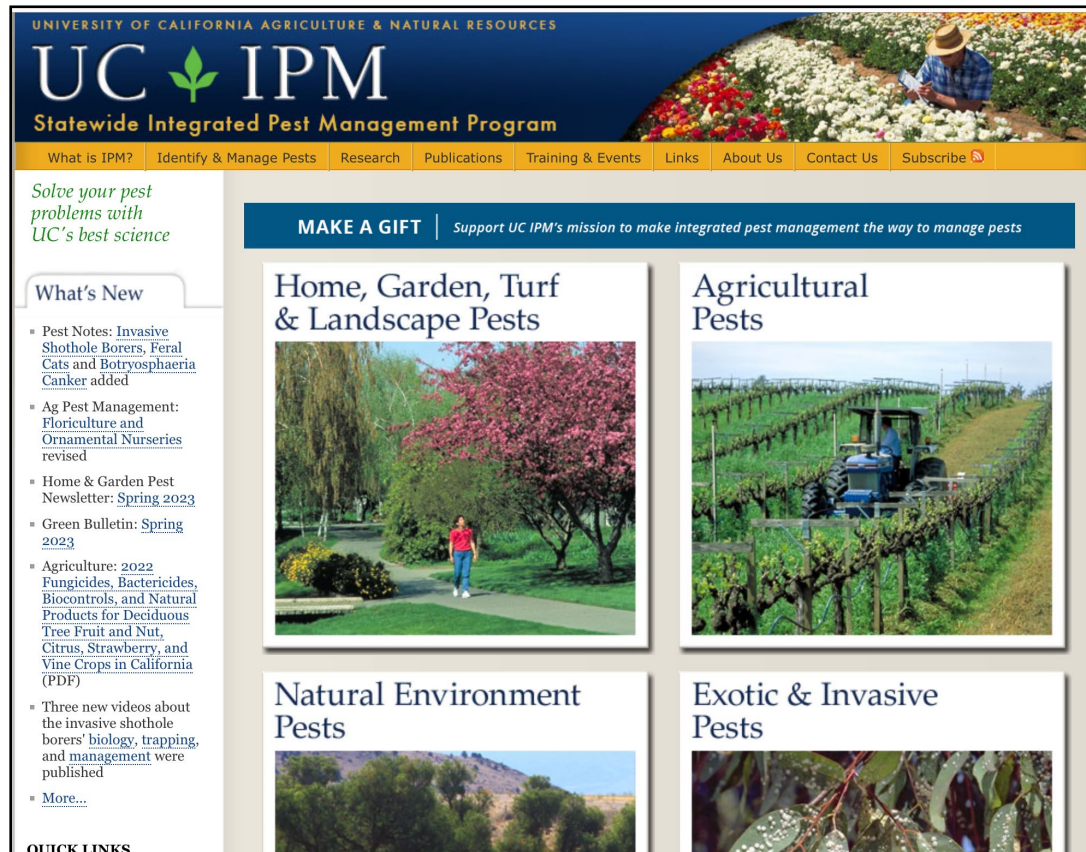 UNIVERSITY OF CALIFORNIA AGRICULTURE & NATURAL RESOURCES
UC IPM
Statewide Integrated Pest Management Program
What is IPM? Identify & Manage Pests Research Publications Training & Events Links About Us Contact Us Subscribe
Solve your pest
problems with
UC's best science
What's New
Pest Notes: Invasive
Shothole Borers, Feral
Cats and Botryosphaeria
Canker added
Ag Pest Management:
Floriculture and
Ornamental Nurseries
revised
Home & Garden Pest
Newsletter: Spring 2023
Green Bulletin: Spring
2023
Agriculture: 2022
Fungicides, Bactericides,
Biocontrols, and Natural
Products for Deciduous
Tree Fruit and Nut,
Citrus, Strawberry, and
Vine Crops in California
(PDF)
Three new videos about
the invasive shothole
borers' biology, trapping,
and management were
published
More...
QUICK LINKS
MAKE A GIFT | Support UC IPM's mission to make integrated pest management the way to manage pests
Home, Garden, Turf
& Landscape Pests
Agricultural
Pests
Natural Environment
Pests
Exotic & Invasive
Pests